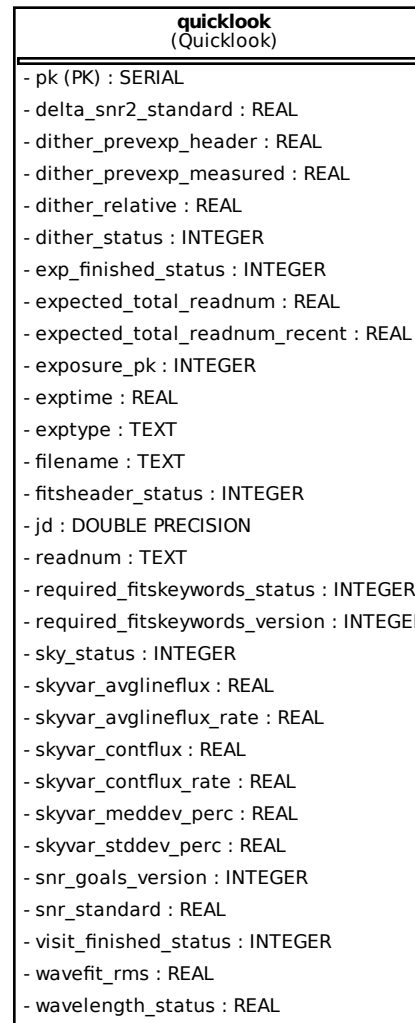 quicklook
(Quicklook)
- pk (PK) : SERIAL
- delta_snr2_standard : REAL
- dither_prevexp_header : REAL
- dither_prevexp_measured : REAL
- dither_relative : REAL
- dither_status : INTEGER
- exp_finished_status : INTEGER
- expected_total_readnum : REAL
- expected_total_readnum_recent : REAL
- exposure_pk : INTEGER
- exptime : REAL
- exptype : TEXT
- filename : TEXT
- fitsheader_status : INTEGER
- jd : DOUBLE PRECISION
- readnum : TEXT
- required_fitskeywords_status : INTEGER
- required_fitskeywords_version : INTEGE
- sky_status : INTEGER
- skyvar_avglineflux : REAL
- skyvar_avglineflux_rate : REAL
- skyvar_contflux : REAL
- skyvar_contflux_rate : REAL
- skyvar_meddev_perc : REAL
- skyvar_stddev_perc : REAL
- snr_goals_version : INTEGER
- snr_standard : REAL
- visit_finished_status : INTEGER
- wavefit_rms : REAL
- wavelength_status : REAL